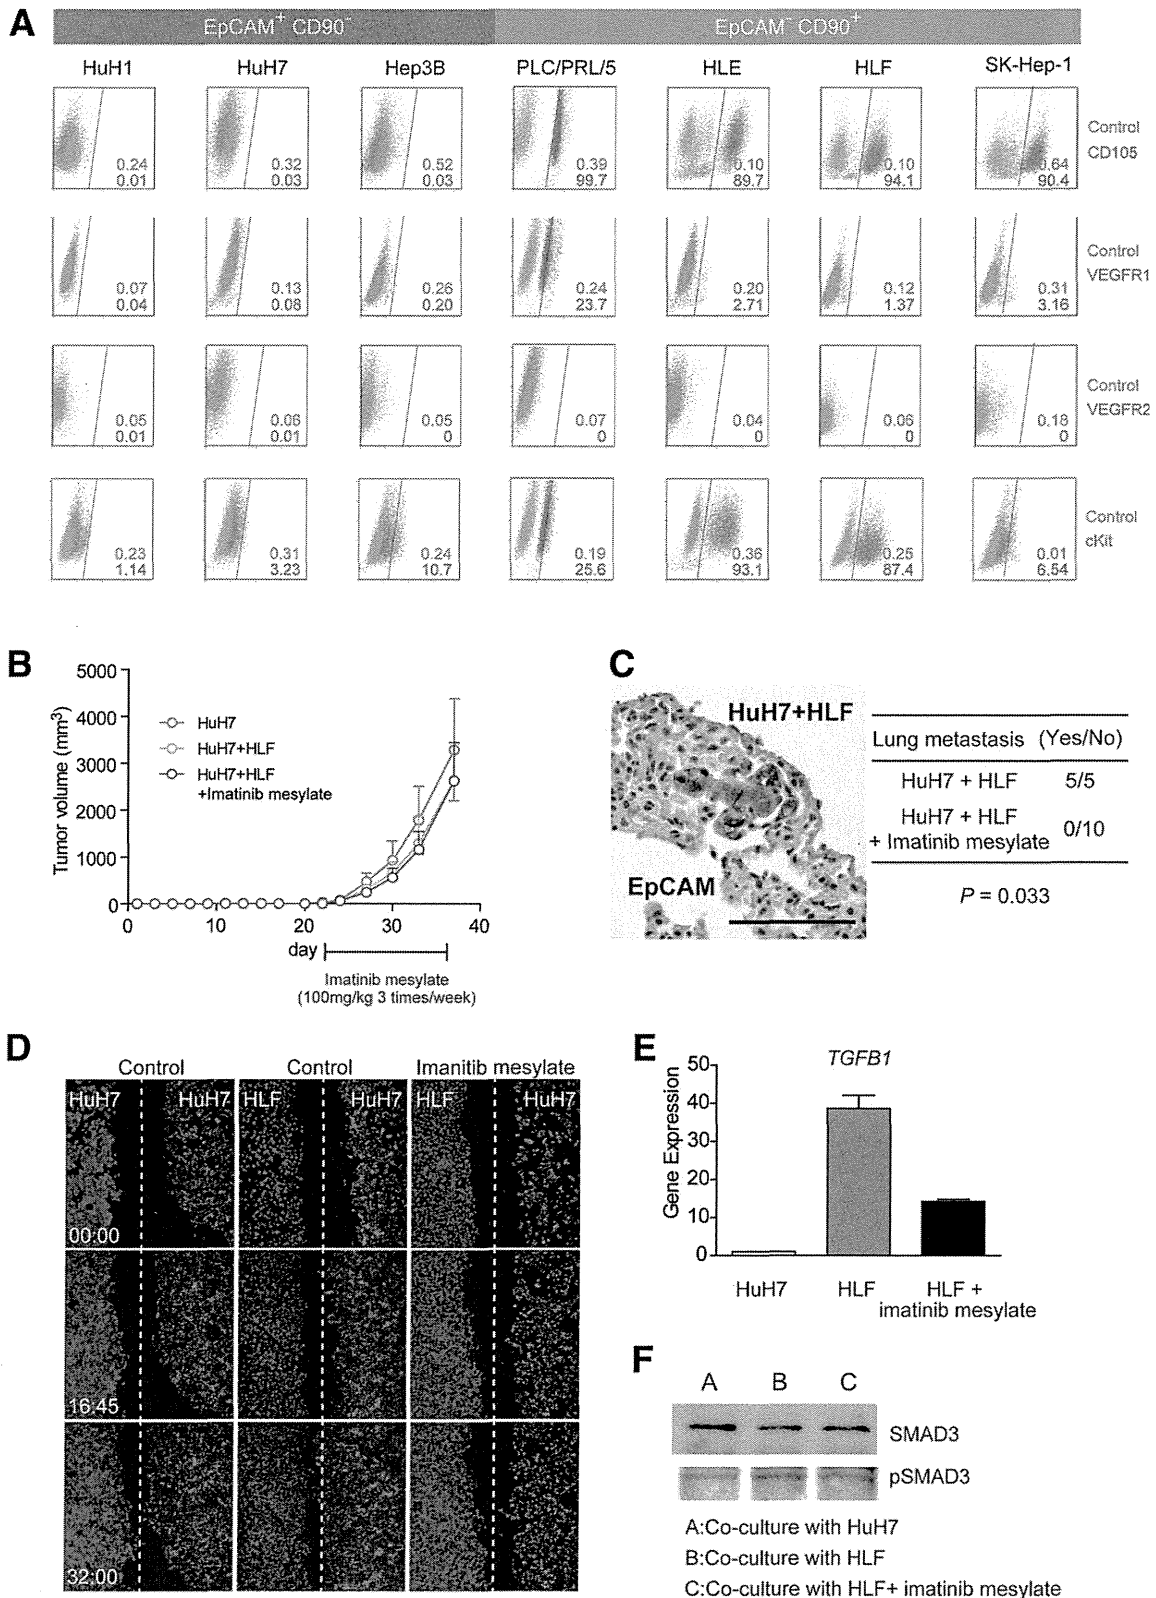 A
EpCAM+ CD90-
EpCAM- CD90+
HuH1 HuH7 Hep3B PLC/PRL/5 HLE HLF SK-Hep-1
0.24 0.32 0.52 0.39 0.10 0.10 0.64
0.01 0.03 0.03 99.7 89.7 94.1 90.4
Control
CD105
0.07 0.13 0.26 0.24 0.20 0.12 0.31
0.04 0.08 0.20 23.7 2.71 1.37 3.16
Control
VEGFR1
0.05 0.06 0.05 0.07 0.04 0.06 0.18
0.01 0.01 0 0 0 0 0
Control
VEGFR2
0.23 0.31 0.24 0.19 0.36 0.25 0.01
1.14 3.23 10.7 25.6 93.1 87.4 6.54
Control
cKit
B
Tumor volume (mm3)
5000
4000
3000
2000
1000
0
HuH7
HuH7+HLF
HuH7+HLF
+Imatinib mesylate
0 10 20 30 40
day
Imatinib mesylate
(100mg/kg 3 times/week)
C
HuH7+HLF
EpCAM
Lung metastasis (Yes/No)
HuH7 + HLF 5/5
HuH7 + HLF
+ Imatinib mesylate 0/10
P = 0.033
D
Control Control Imanitib mesylate
HuH7 HuH7 HLF HuH7 HLF HuH7
00:00
16:45
32:00
E
TGFB1
Gene Expression
50
40
30
20
10
0
HuH7 HLF HLF +
imatinib mesylate
F
A B C
SMAD3
pSMAD3
A:Co-culture with HuH7
B:Co-culture with HLF
C:Co-culture with HLF+ imatinib mesylate